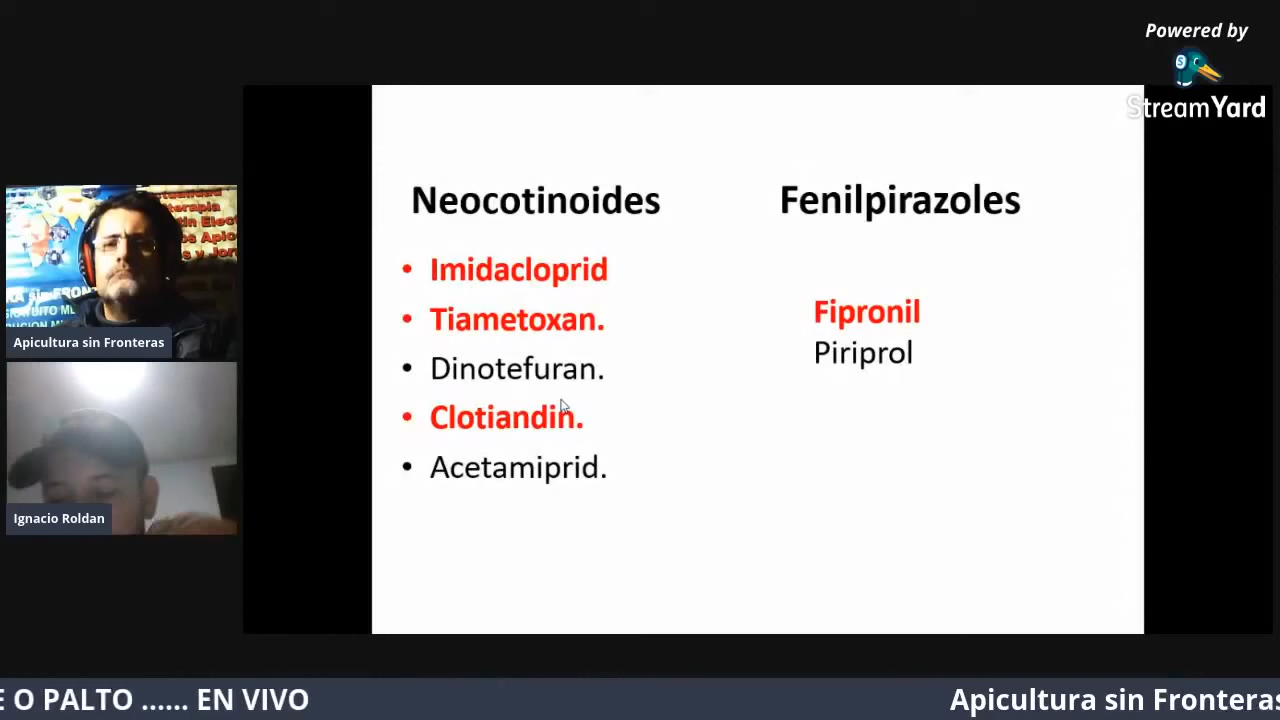 Powered by
StreamYard
Neocotinoides
Fenilpirazoles
• Imidacloprid
• Tiametoxan.
• Dinotefuran.
• Clotiandin.
• Acetamiprid.
Fipronil
Piriprol
Apicultura sin Fronteras
Ignacio Roldan
E O PALTO ...... EN VIVO
Apicultura sin Fronteras